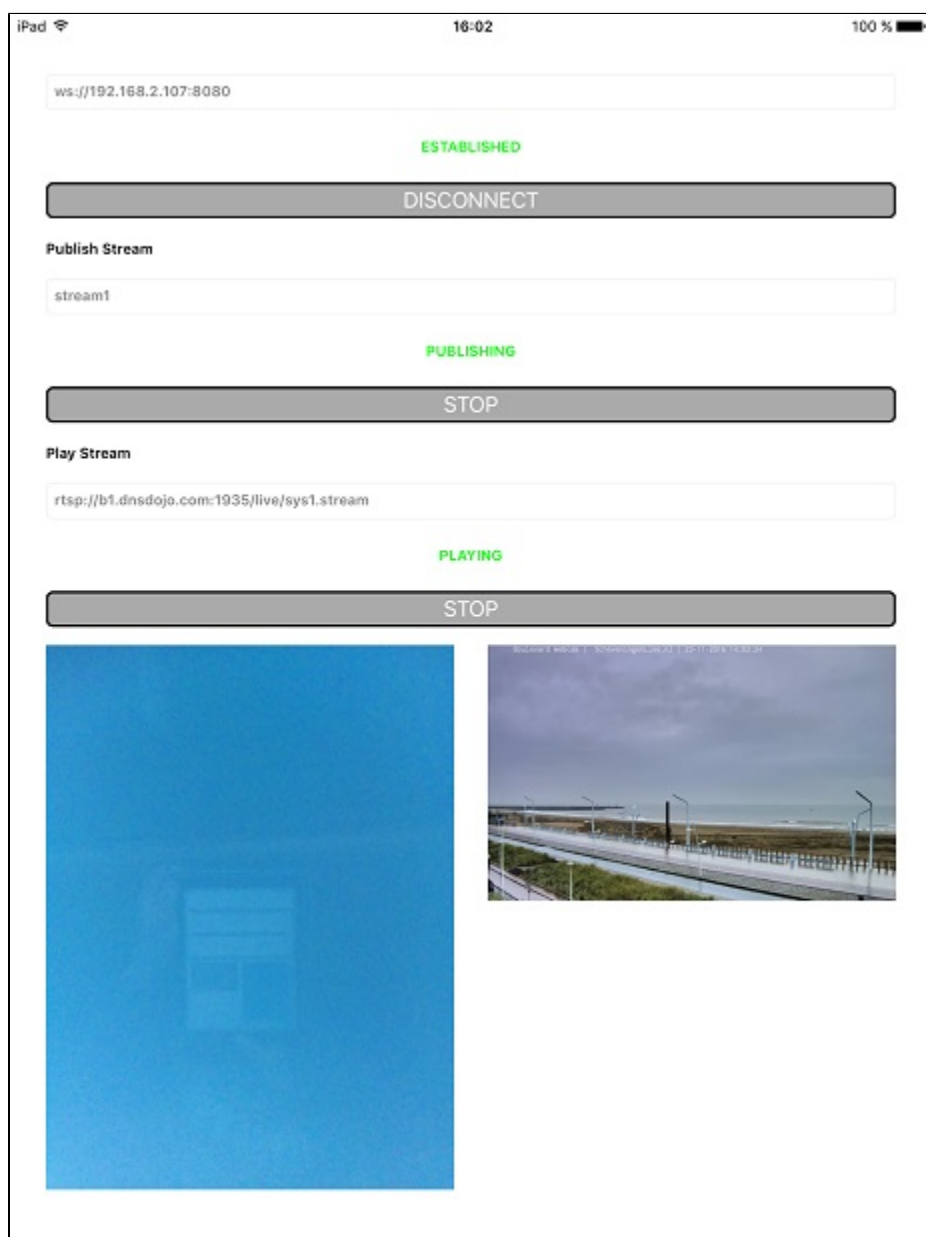 iPad 16:02 100 %
ws://192.168.2.107:8080
ESTABLISHED
DISCONNECT
Publish Stream
stream1
PUBLISHING
STOP
Play Stream
rtsp://b1.dnsdojo.com:1935/live/sys1.stream
PLAYING
STOP